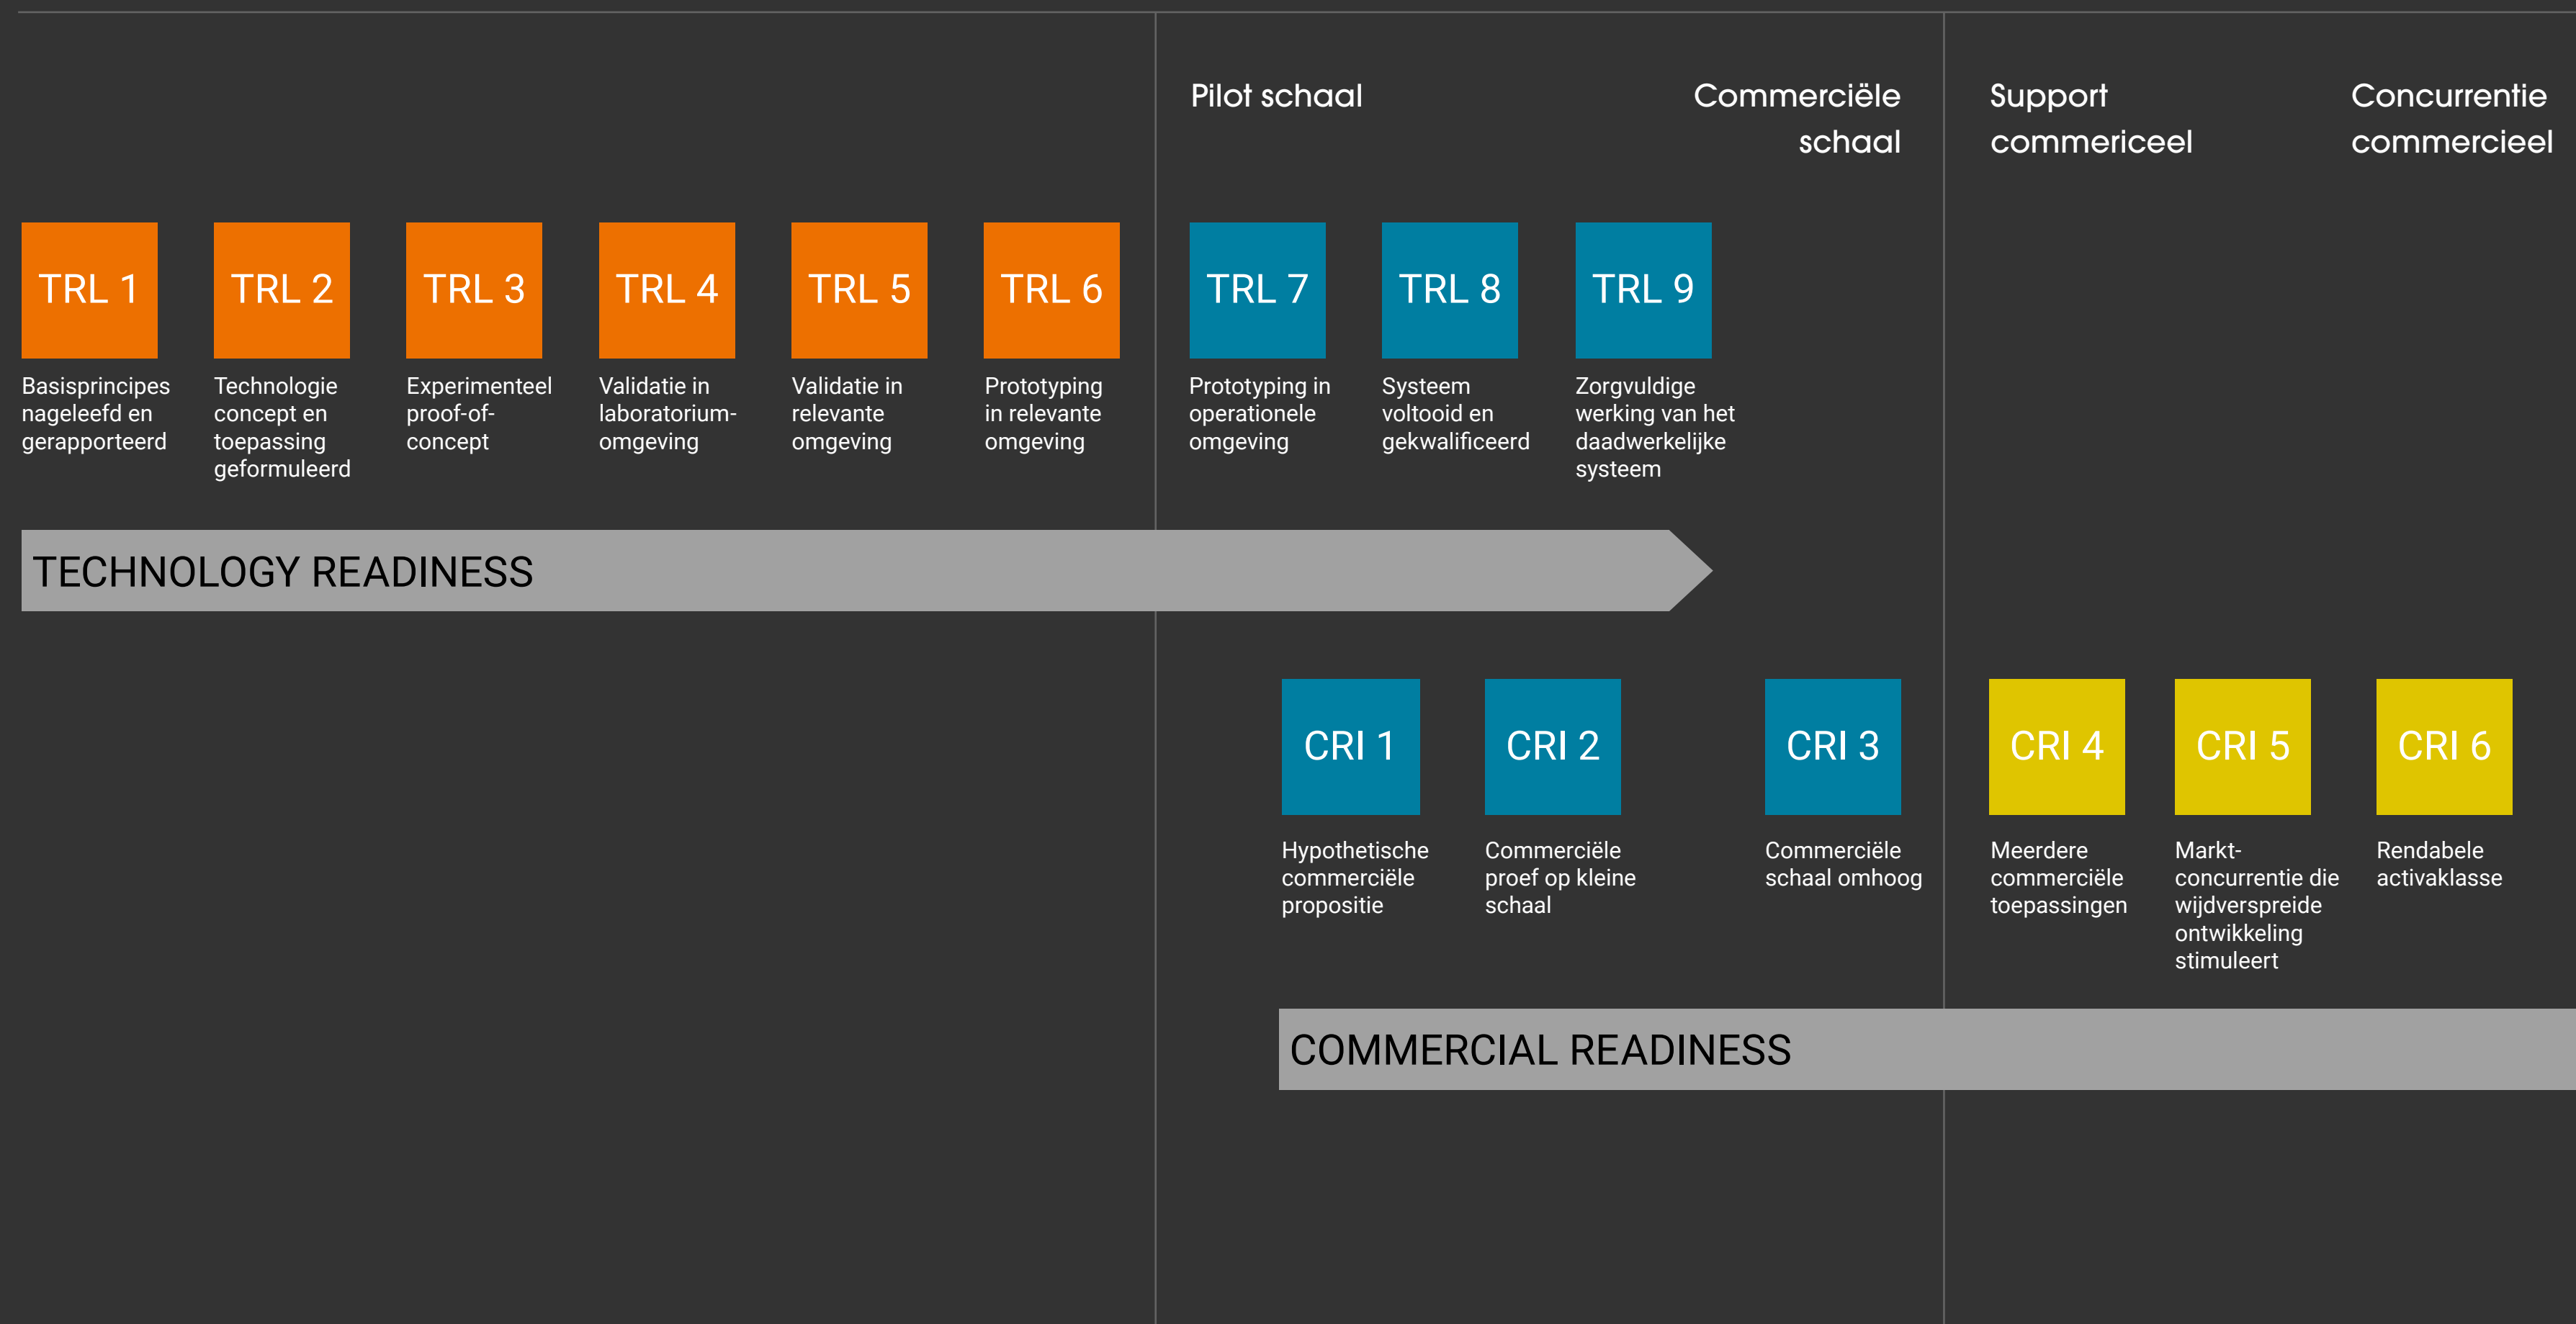 Pilot schaal
Commerciële
schaal
Support
commericeel
Concurrentie
commercieel
TRL 1
TRL 2
TRL 3
TRL 4
TRL 5
TRL 6
TRL 7
TRL 8
TRL 9
Basisprincipes
nageleefd en
gerapporteerd
Technologie
concept en
toepassing
geformuleerd
Experimenteel
proof-of-
concept
Validatie in
laboratorium-
omgeving
Validatie in
relevante
omgeving
Prototyping
in relevante
omgeving
Prototyping in
operationele
omgeving
Systeem
voltooid en
gekwalificeerd
Zorgvuldige
werking van het
daadwerkelijke
systeem
TECHNOLOGY READINESS
CRI 1
CRI 2
CRI 3
CRI 4
CRI 5
CRI 6
Hypothetische
commerciële
propositie
Commerciële
proef op kleine
schaal
Commerciële
schaal omhoog
Meerdere
commerciële
toepassingen
Markt-
concurrentie die
wijdverspreide
ontwikkeling
stimuleert
Rendabele
activaklasse
COMMERCIAL READINESS